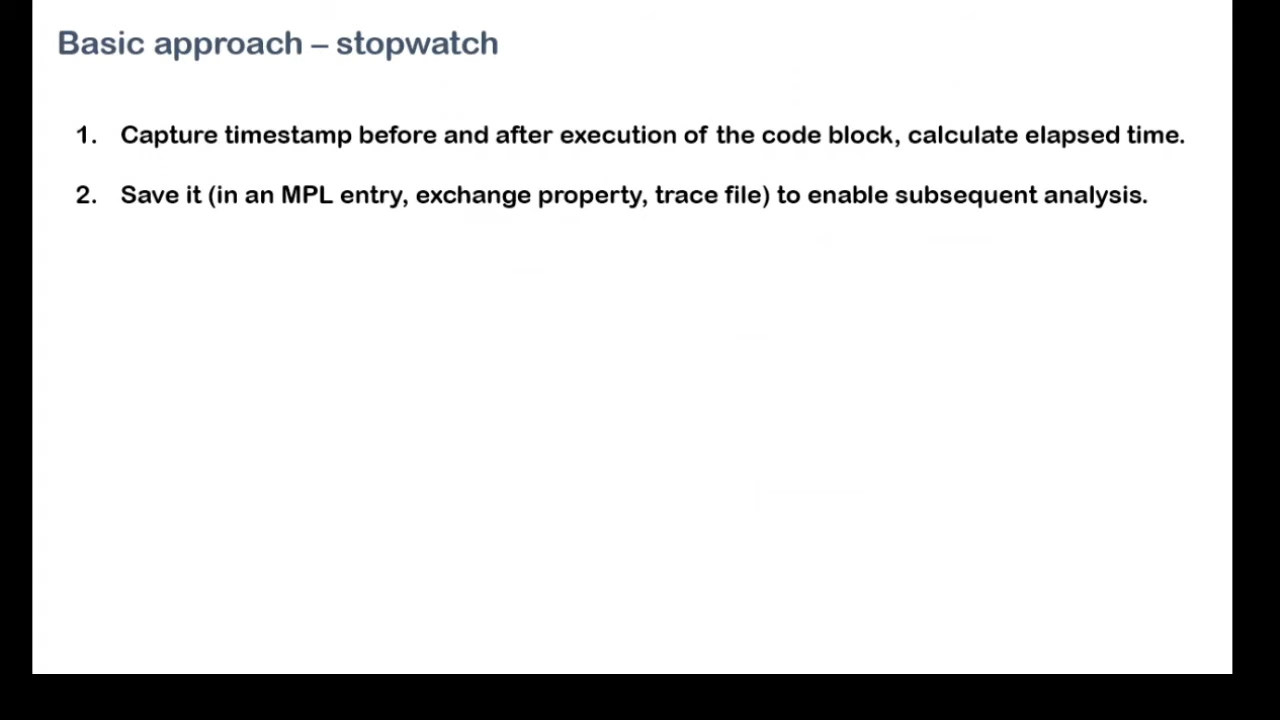 Basic approach – stopwatch
1. Capture timestamp before and after execution of the code block, calculate elapsed time.
2. Save it (in an MPL entry, exchange property, trace file) to enable subsequent analysis.